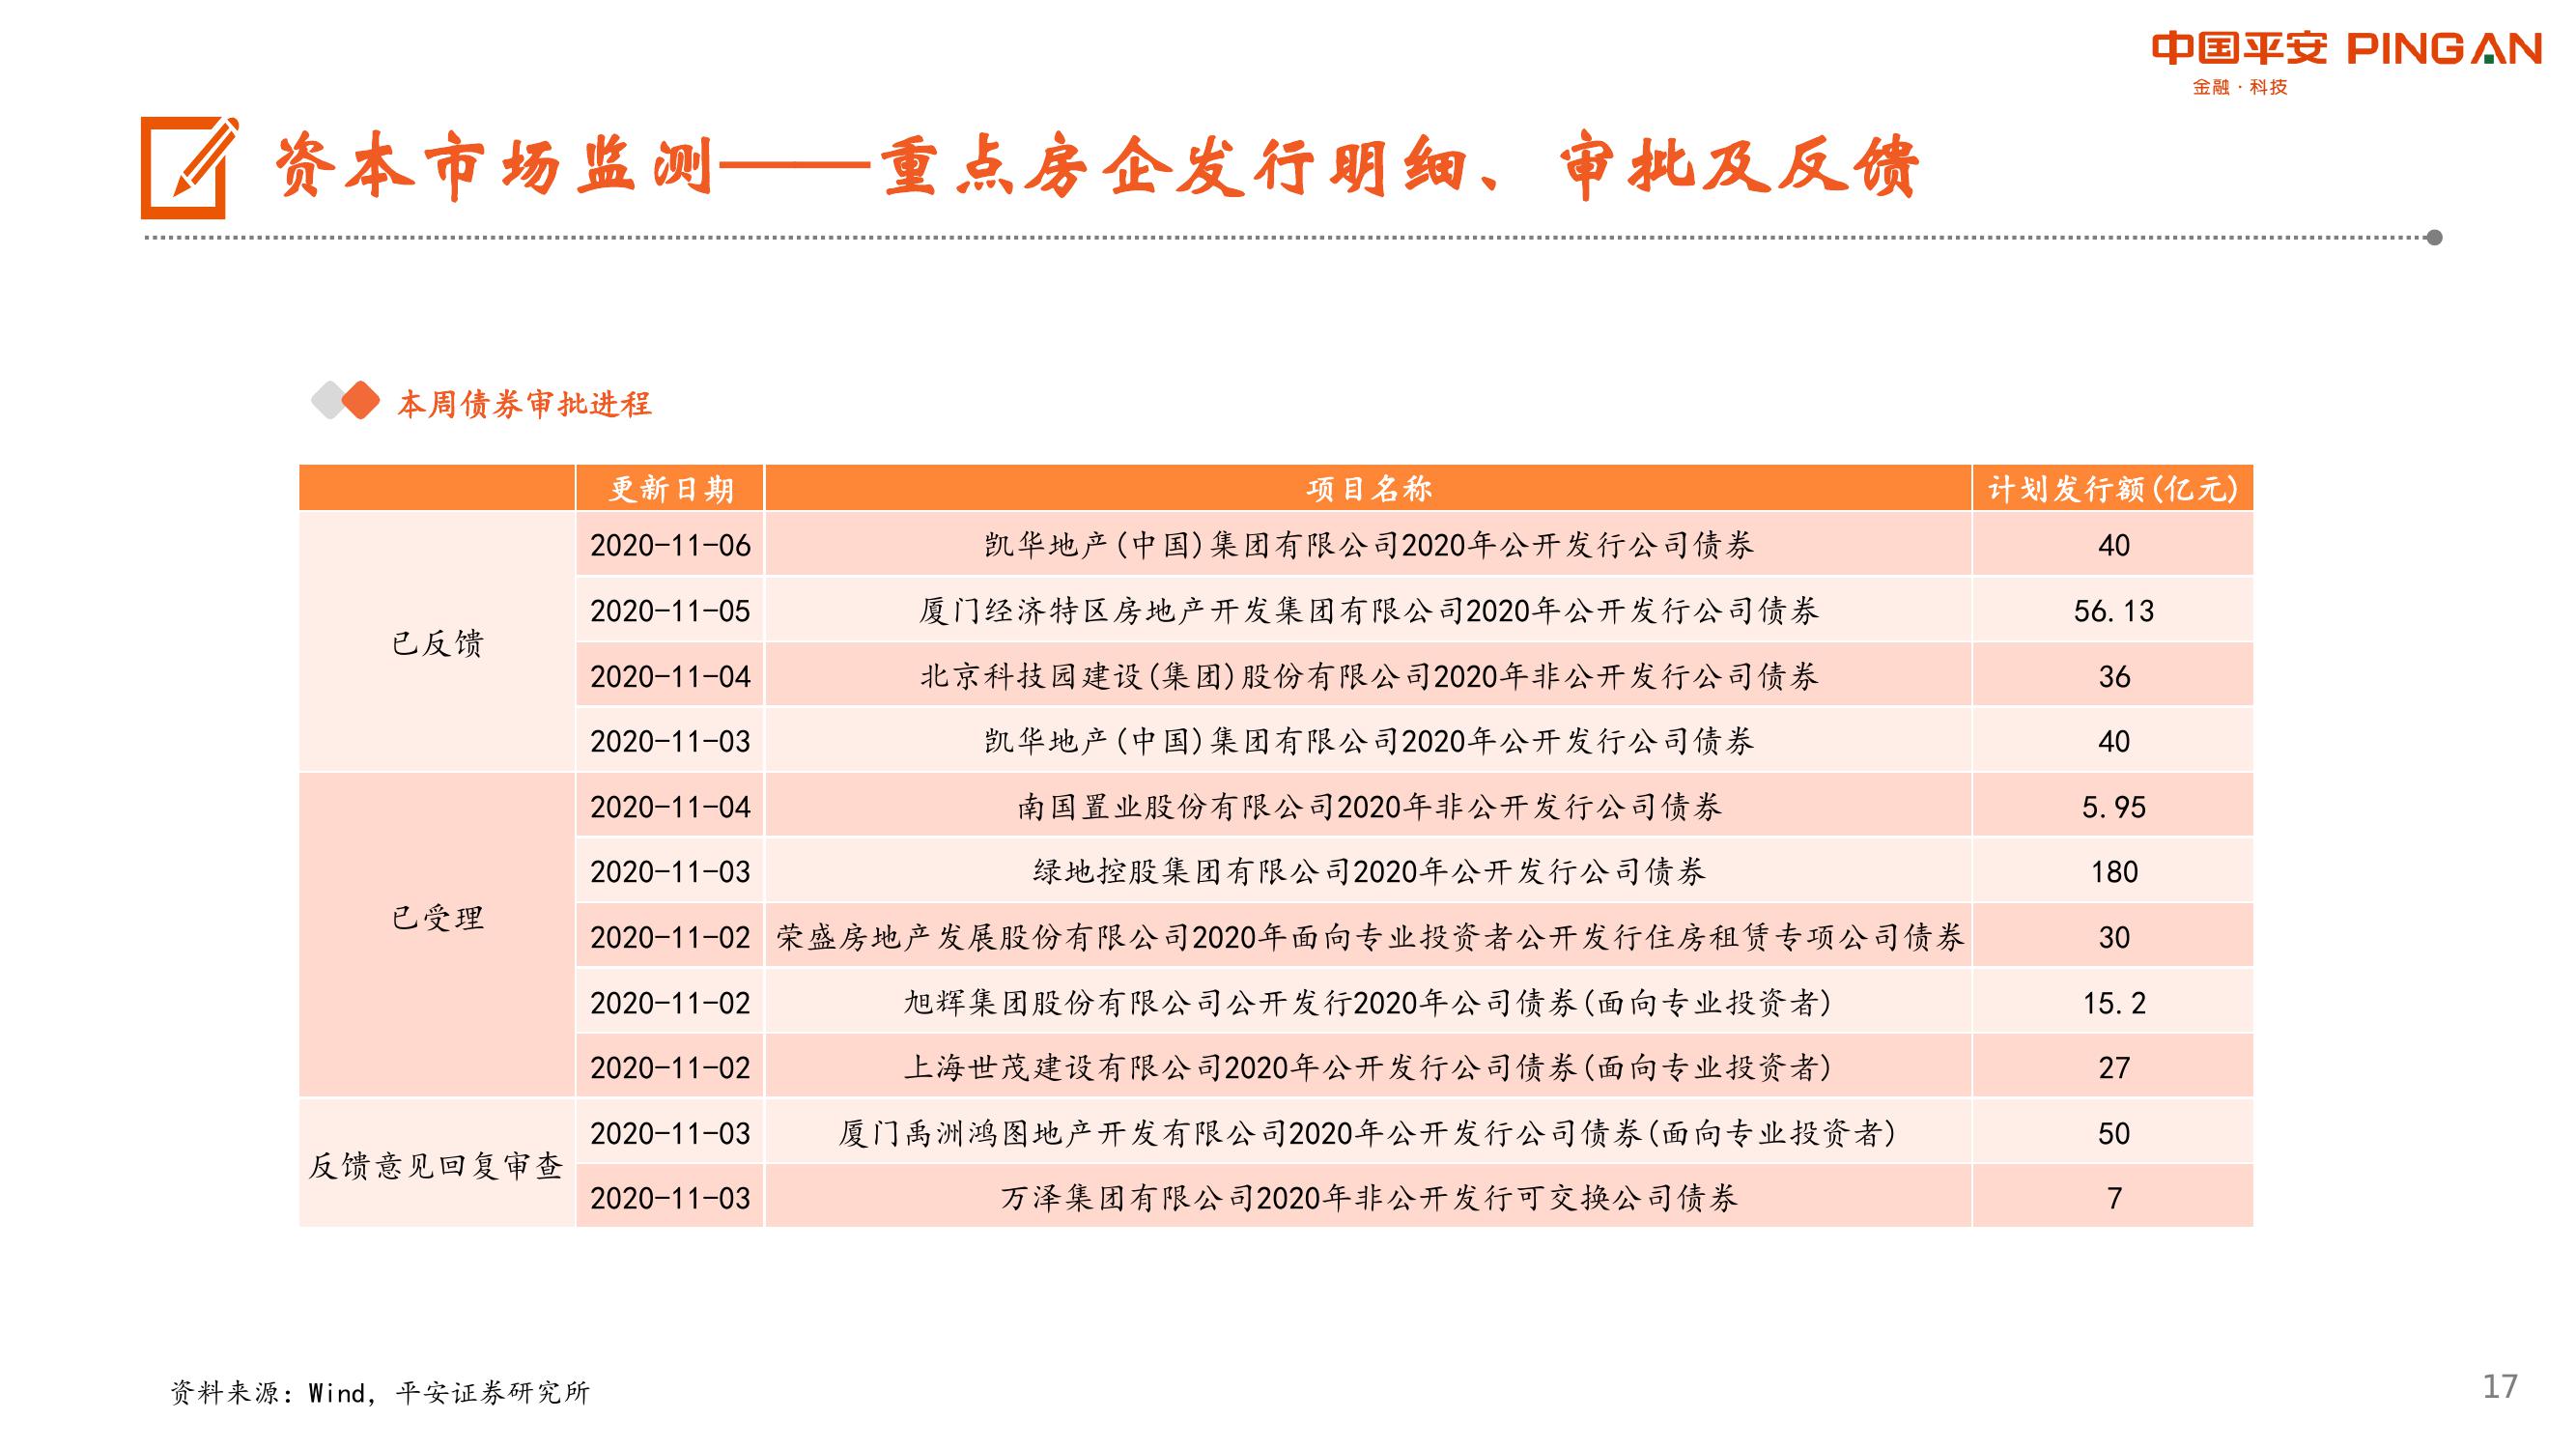 中国平安 PINGAN
金融·科技
资本市场监测——重点房企发行明细、审批及反馈
本周债券审批进程
更新日期 项目名称 计划发行额(亿元)
已反馈
2020-11-06 凯华地产(中国)集团有限公司2020年公开发行公司债券 40
2020-11-05 厦门经济特区房地产开发集团有限公司2020年公开发行公司债券 56.13
2020-11-04 北京科技园建设(集团)股份有限公司2020年非公开发行公司债券 36
2020-11-03 凯华地产(中国)集团有限公司2020年公开发行公司债券 40
已受理
2020-11-04 南国置业股份有限公司2020年非公开发行公司债券 5.95
2020-11-03 绿地控股集团有限公司2020年公开发行公司债券 180
2020-11-02 荣盛房地产发展股份有限公司2020年面向专业投资者公开发行住房租赁专项公司债券 30
2020-11-02 旭辉集团股份有限公司公开发行2020年公司债券(面向专业投资者) 15.2
2020-11-02 上海世茂建设有限公司2020年公开发行公司债券(面向专业投资者) 27
反馈意见回复审查
2020-11-03 厦门禹洲鸿图地产开发有限公司2020年公开发行公司债券(面向专业投资者) 50
2020-11-03 万泽集团有限公司2020年非公开发行可交换公司债券 7
资料来源：Wind，平安证券研究所
17